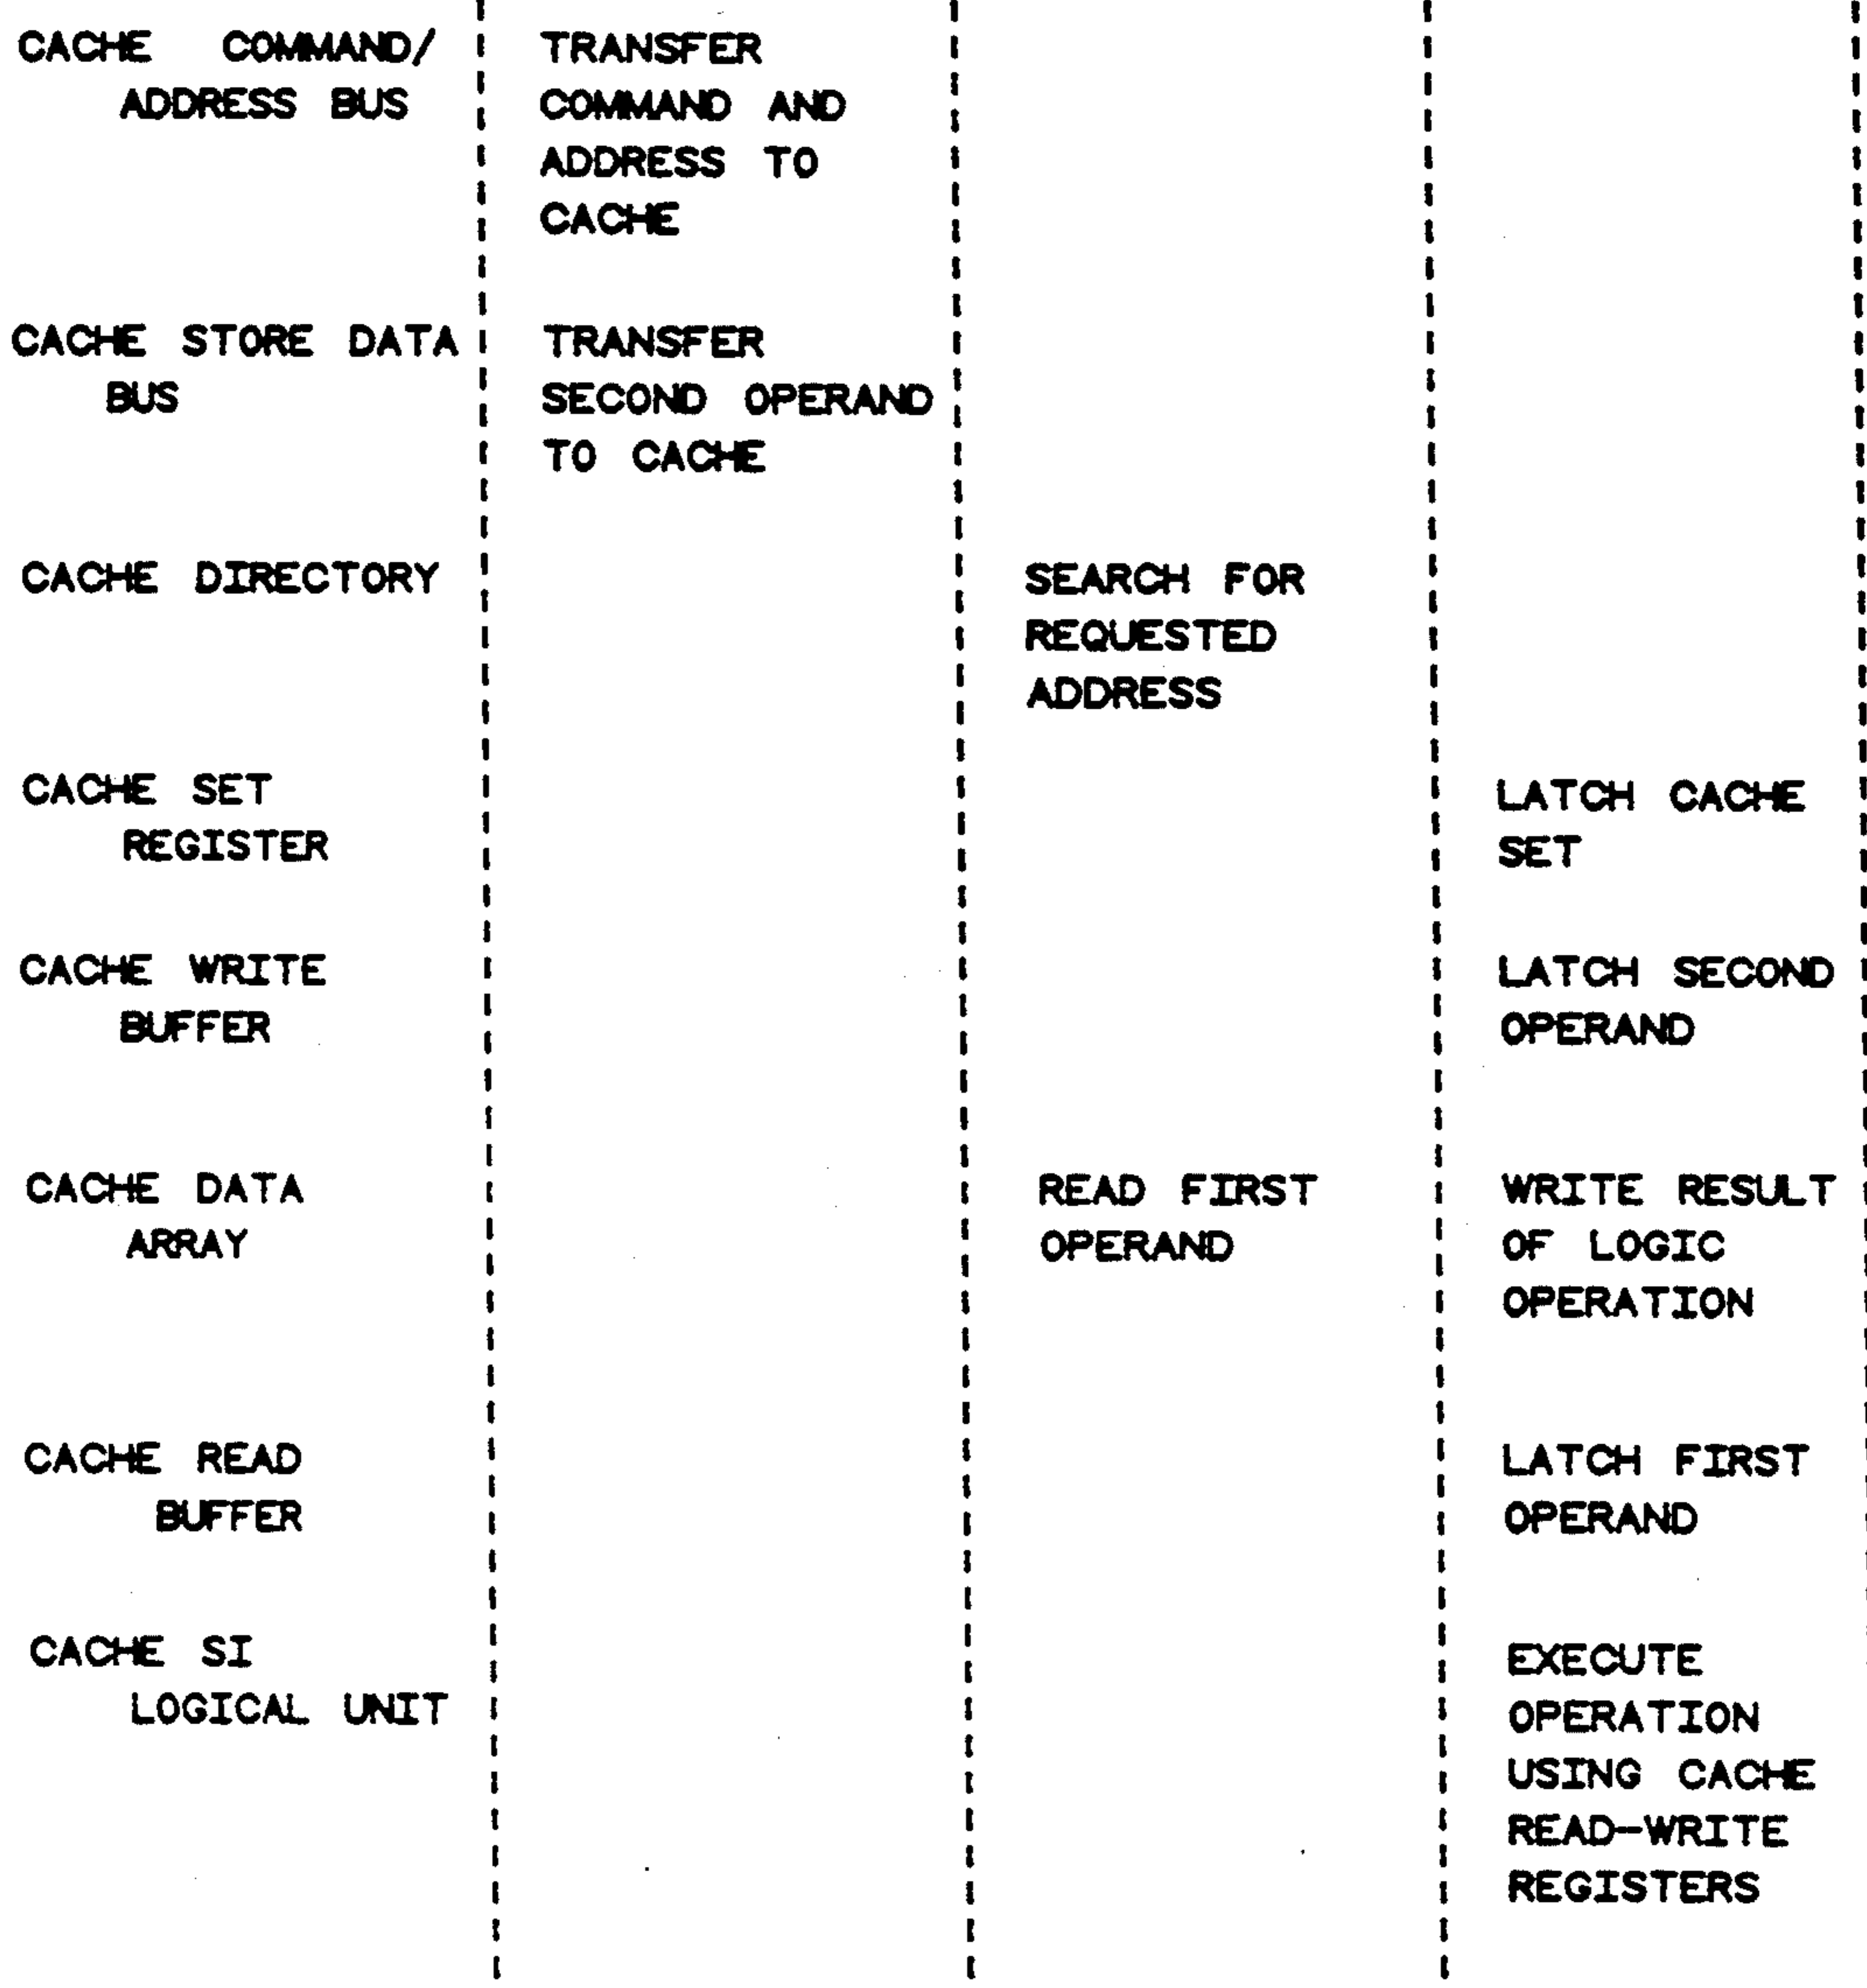 CACHE COMMAND/
ADDRESS BUS
TRANSFER
COMMAND AND
ADDRESS TO
CACHE
CACHE STORE DATA
BUS
TRANSFER
SECOND OPERAND
TO CACHE
CACHE DIRECTORY
SEARCH FOR
REQUESTED
ADDRESS
CACHE SET
REGISTER
LATCH CACHE
SET
CACHE WRITE
BUFFER
LATCH SECOND
OPERAND
CACHE DATA
ARRAY
READ FIRST
OPERAND
WRITE RESULT
OF LOGIC
OPERATION
CACHE READ
BUFFER
LATCH FIRST
OPERAND
CACHE SI
LOGICAL UNIT
EXECUTE
OPERATION
USING CACHE
READ-WRITE
REGISTERS